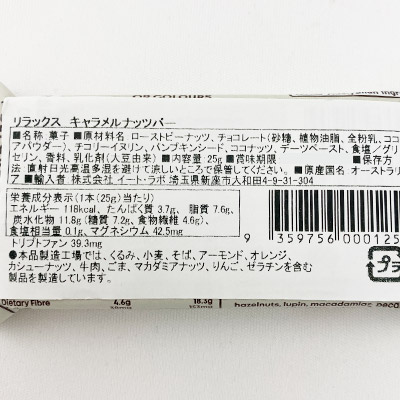 OR COLOURS
リラックス キャラメルナッツバー
■名称 菓子 ■原材料名 ローストピーナッツ、チョコレート(砂糖、植物油脂、全粉乳、ココ
アパウダー)、チコリーイヌリン、パンプキンシード、ココナッツ、デーツペースト、食塩／グリ
セリン、香料、乳化剤(大豆由来) ■内容量 25g ■賞味期限 ■保存方
法 直射日光高温多湿を避けて涼しいところで保管してください。 ■原産国名 オーストラリ
ア ■輸入者 株式会社 イート・ラボ 埼玉県新座市大和田4-9-31-304
栄養成分表示(1本(25g)当たり)
エネルギー 118kcal、たんぱく質 3.7g、 脂質 7.6g、
炭水化物 11.8g(糖質 7.2g、食物繊維 4.6g)、
食塩相当量 0.1g、マグネシウム 42.5mg
トリプトファン 39.3mg
9 359756 000125
プラ
●本品製造工場では、くるみ、小麦、そば、アーモンド、オレンジ、
カシューナッツ、牛肉、ごま、マカダミアナッツ、りんご、ゼラチンを含む
製品を製造しています。
Dietary Fibre 4.6g 18.3g
hazelnuts, lupin, macadamias, peca